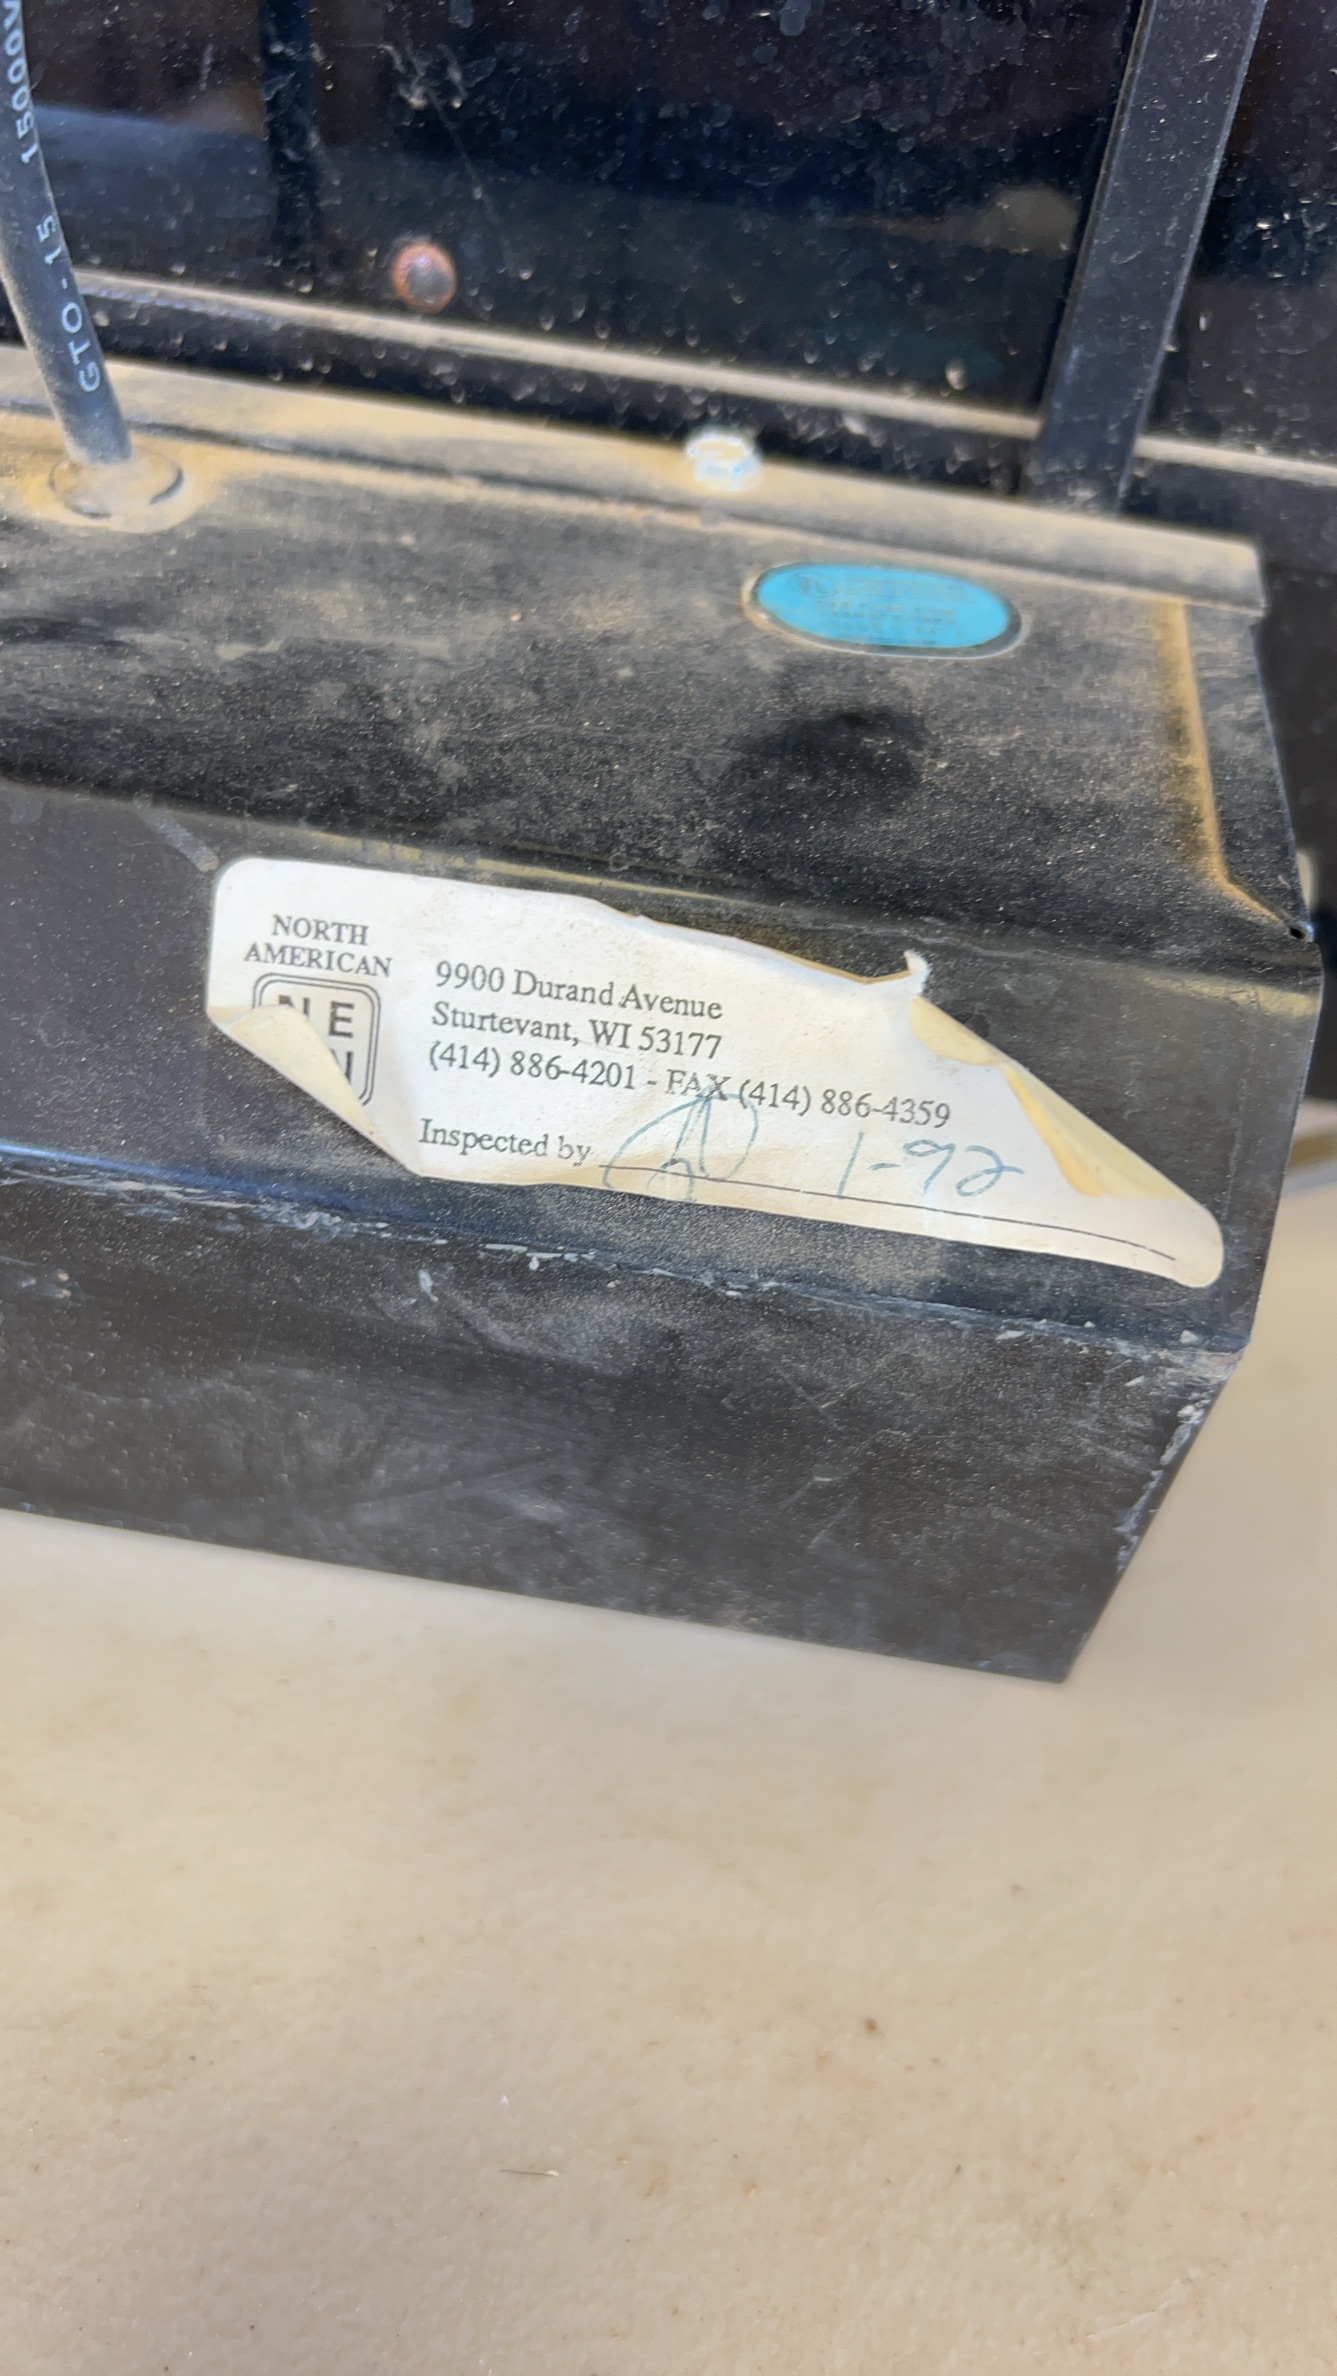 GTO-15 15000V
NORTH
AMERICAN
N E
N
9900 Durand Avenue
Sturtevant, WI 53177
(414) 886-4201 - FAX (414) 886-4359
Inspected by
1-92